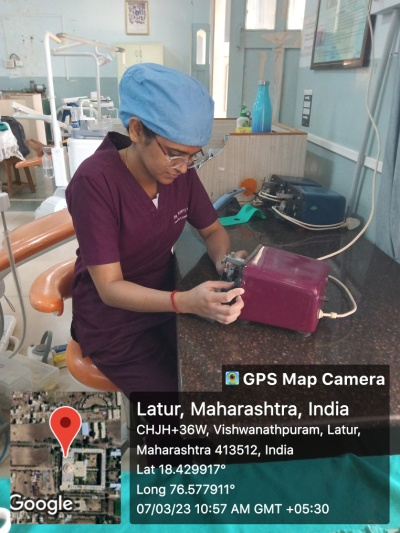 GPS Map Camera
Latur, Maharashtra, India
CHJH+36W, Vishwanathpuram, Latur,
Maharashtra 413512, India
Lat 18.429917°
Long 76.577911°
07/03/23 10:57 AM GMT +05:30
Google